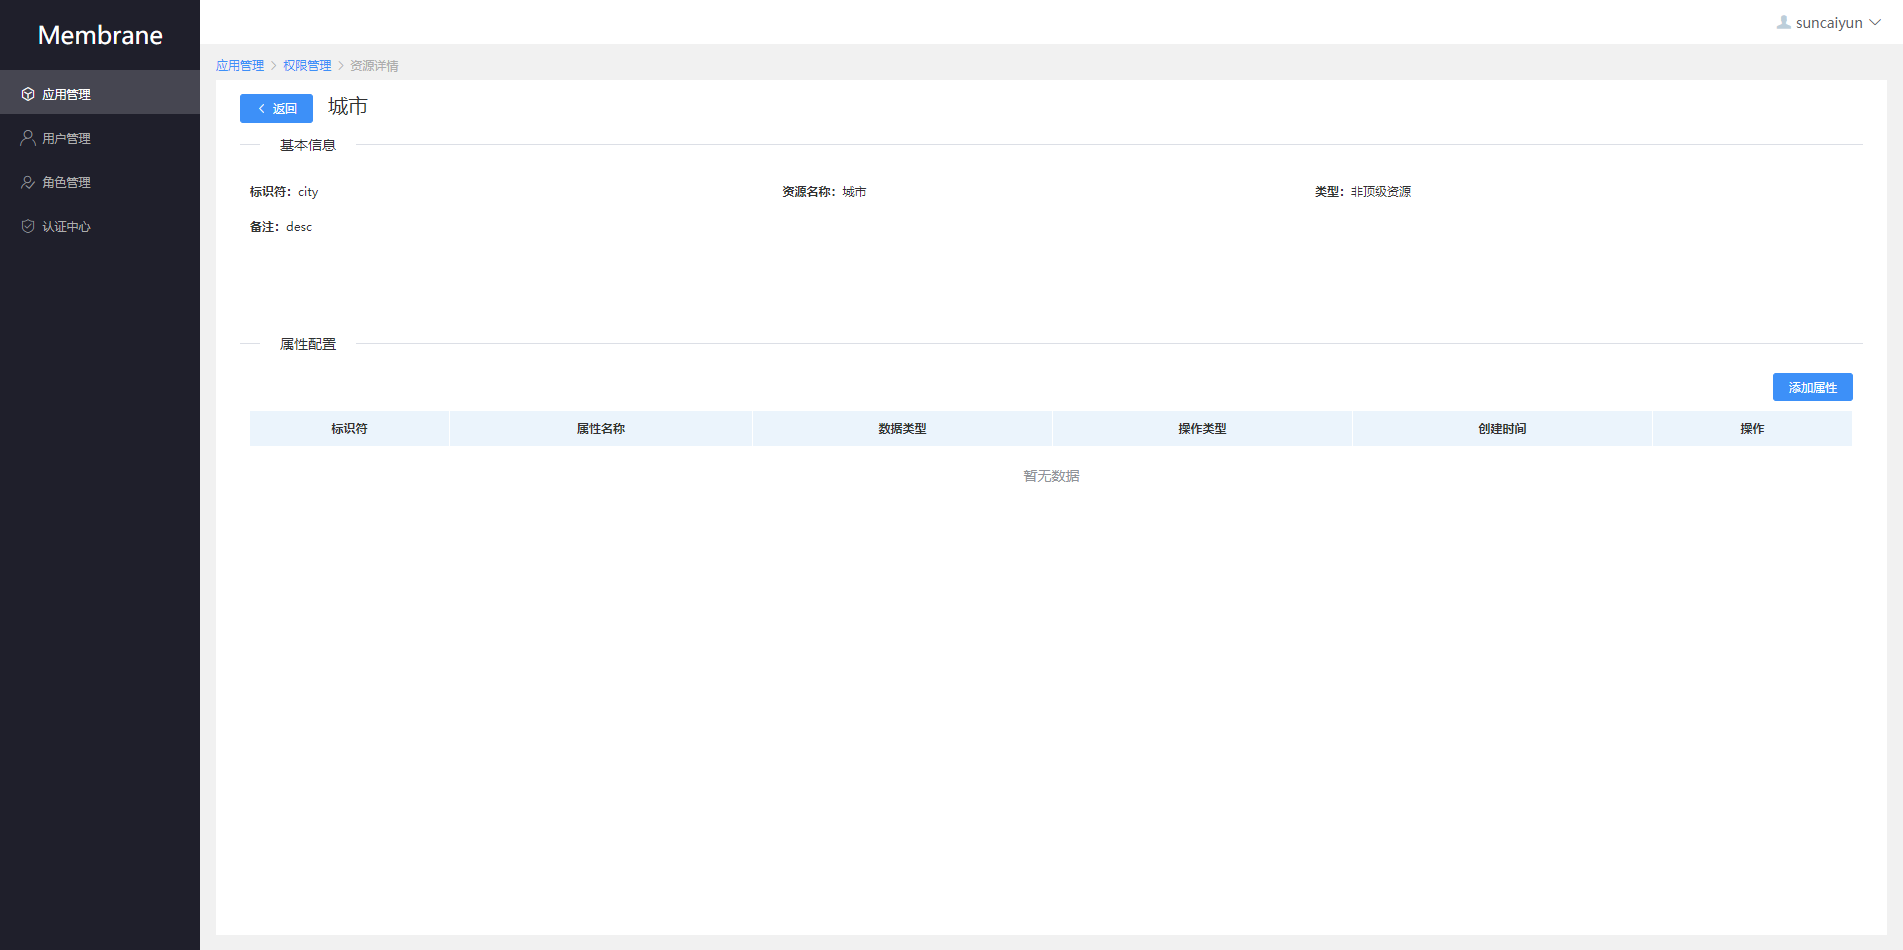 Membrane
suncaiyun
应用管理
用户管理
角色管理
认证中心
应用管理 > 权限管理 > 资源详情
返回 城市
基本信息
标识符：city 资源名称：城市 类型：非顶级资源
备注：desc
属性配置
添加属性
标识符 属性名称 数据类型 操作类型 创建时间 操作
暂无数据